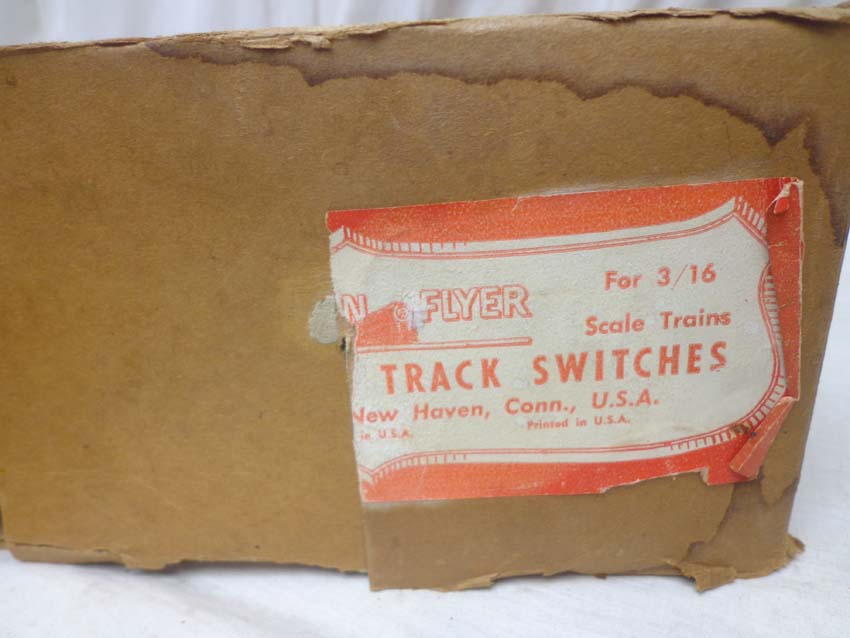 N ® FLYER
For 3/16
Scale Trains
TRACK SWITCHES
New Haven, Conn., U.S.A.
in U.S.A.
Printed in U.S.A.